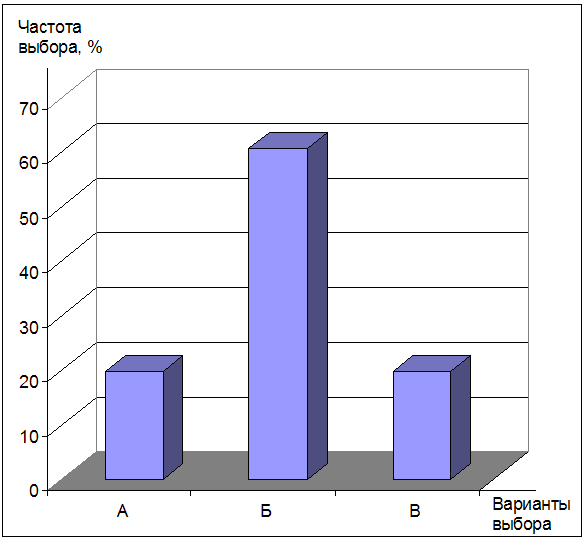 Частота
выбора, %
70
60
50
40
30
20
10
0
А
Б
В
Варианты
выбора